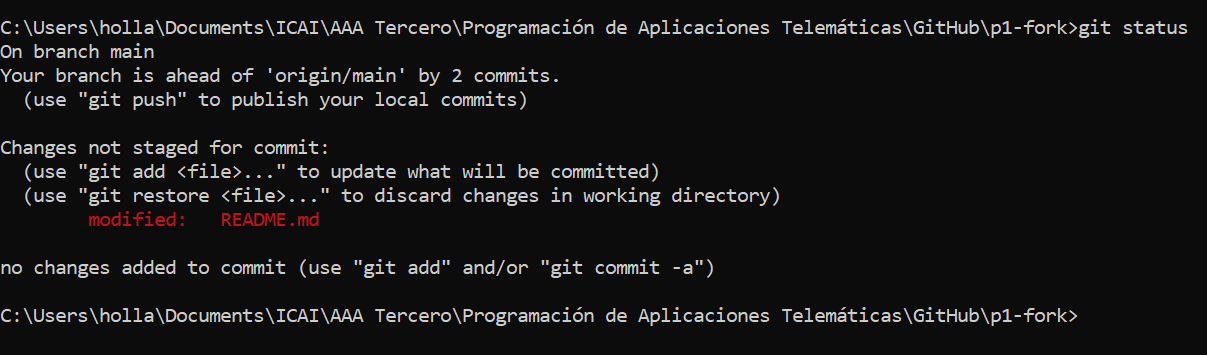 C:\Users\holla\Documents\ICAI\AAA Tercero\Programación de Aplicaciones Telemáticas\GitHub\p1-fork>git status
On branch main
Your branch is ahead of 'origin/main' by 2 commits.
  (use "git push" to publish your local commits)

Changes not staged for commit:
  (use "git add <file>..." to update what will be committed)
  (use "git restore <file>..." to discard changes in working directory)
        modified:   README.md

no changes added to commit (use "git add" and/or "git commit -a")

C:\Users\holla\Documents\ICAI\AAA Tercero\Programación de Aplicaciones Telemáticas\GitHub\p1-fork>